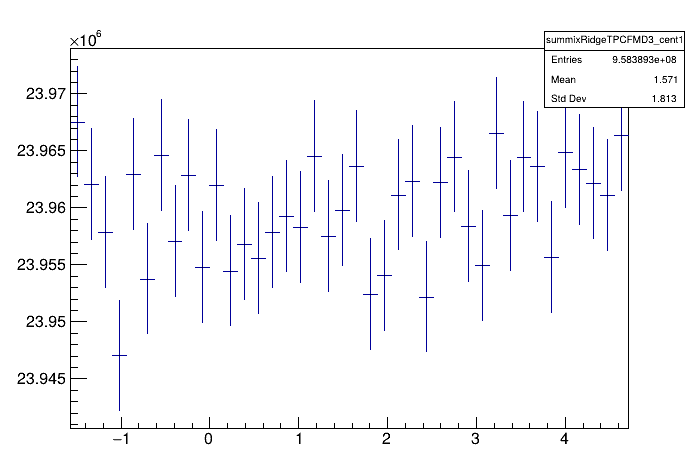 ×10⁶
summixRidgeTPCFMD3_cent1
Entries 9.583893e+08
Mean 1.571
Std Dev 1.813
23.97
23.965
23.96
23.955
23.95
23.945
−1 0 1 2 3 4